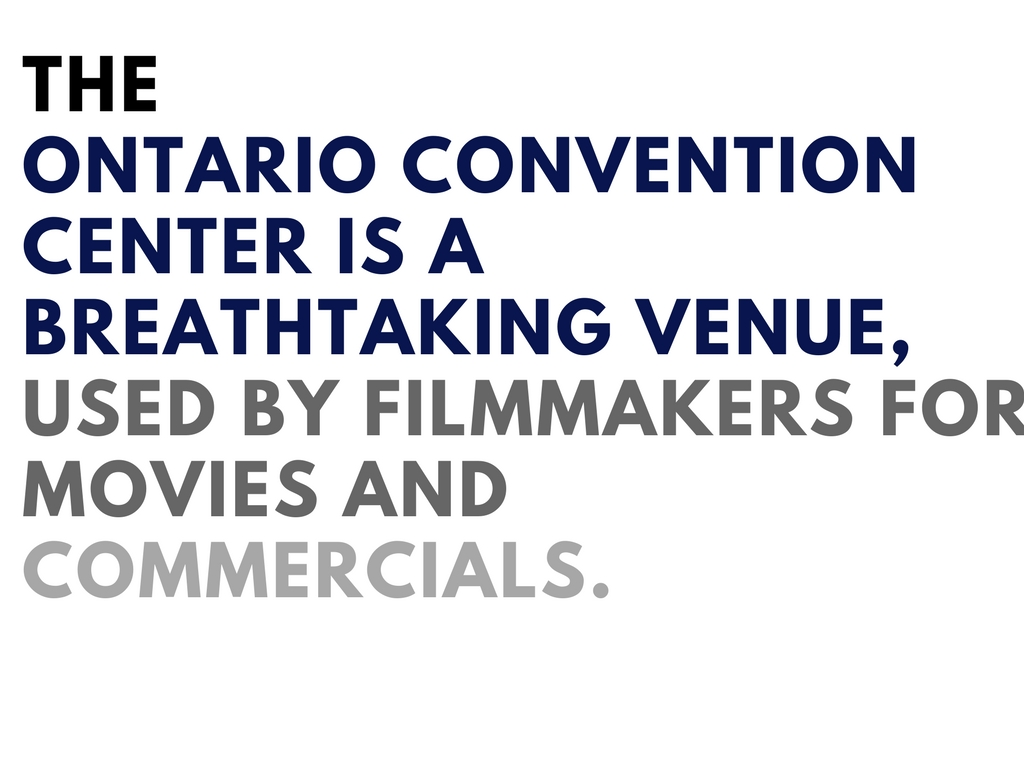 THE
ONTARIO CONVENTION
CENTER IS A
BREATHTAKING VENUE,
USED BY FILMMAKERS FOR
MOVIES AND
COMMERCIALS.